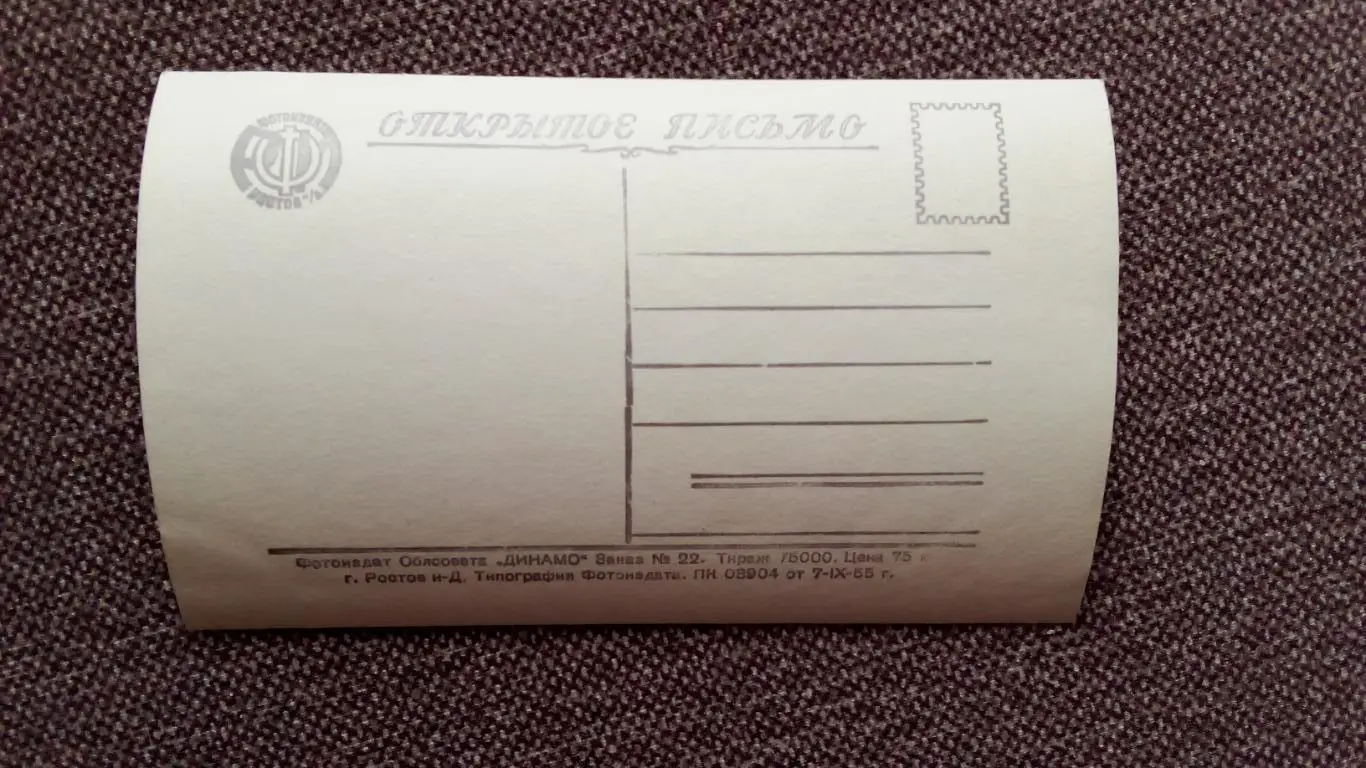 ОТКРЫТОЕ ПИСЬМО
РОСТОВ н/Д
Фотоиздат Облсовета „ДИНАМО“ Заказ № 22. Тираж 75000. Цена 75 к
г. Ростов н-Д. Типография Фотоиздата. ПК 08904 от 7-IX-55 г.